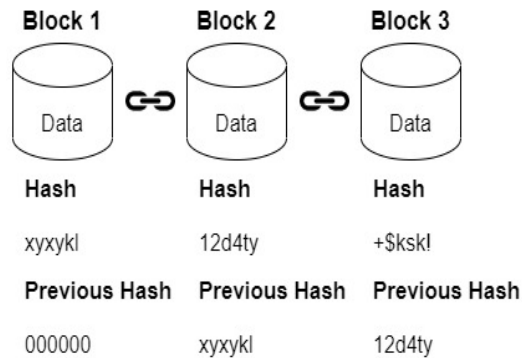 Block 1 Block 2 Block 3
Data Data Data
Hash Hash Hash
xyxykl 12d4ty +$ksk!
Previous Hash Previous Hash Previous Hash
000000 xyxykl 12d4ty